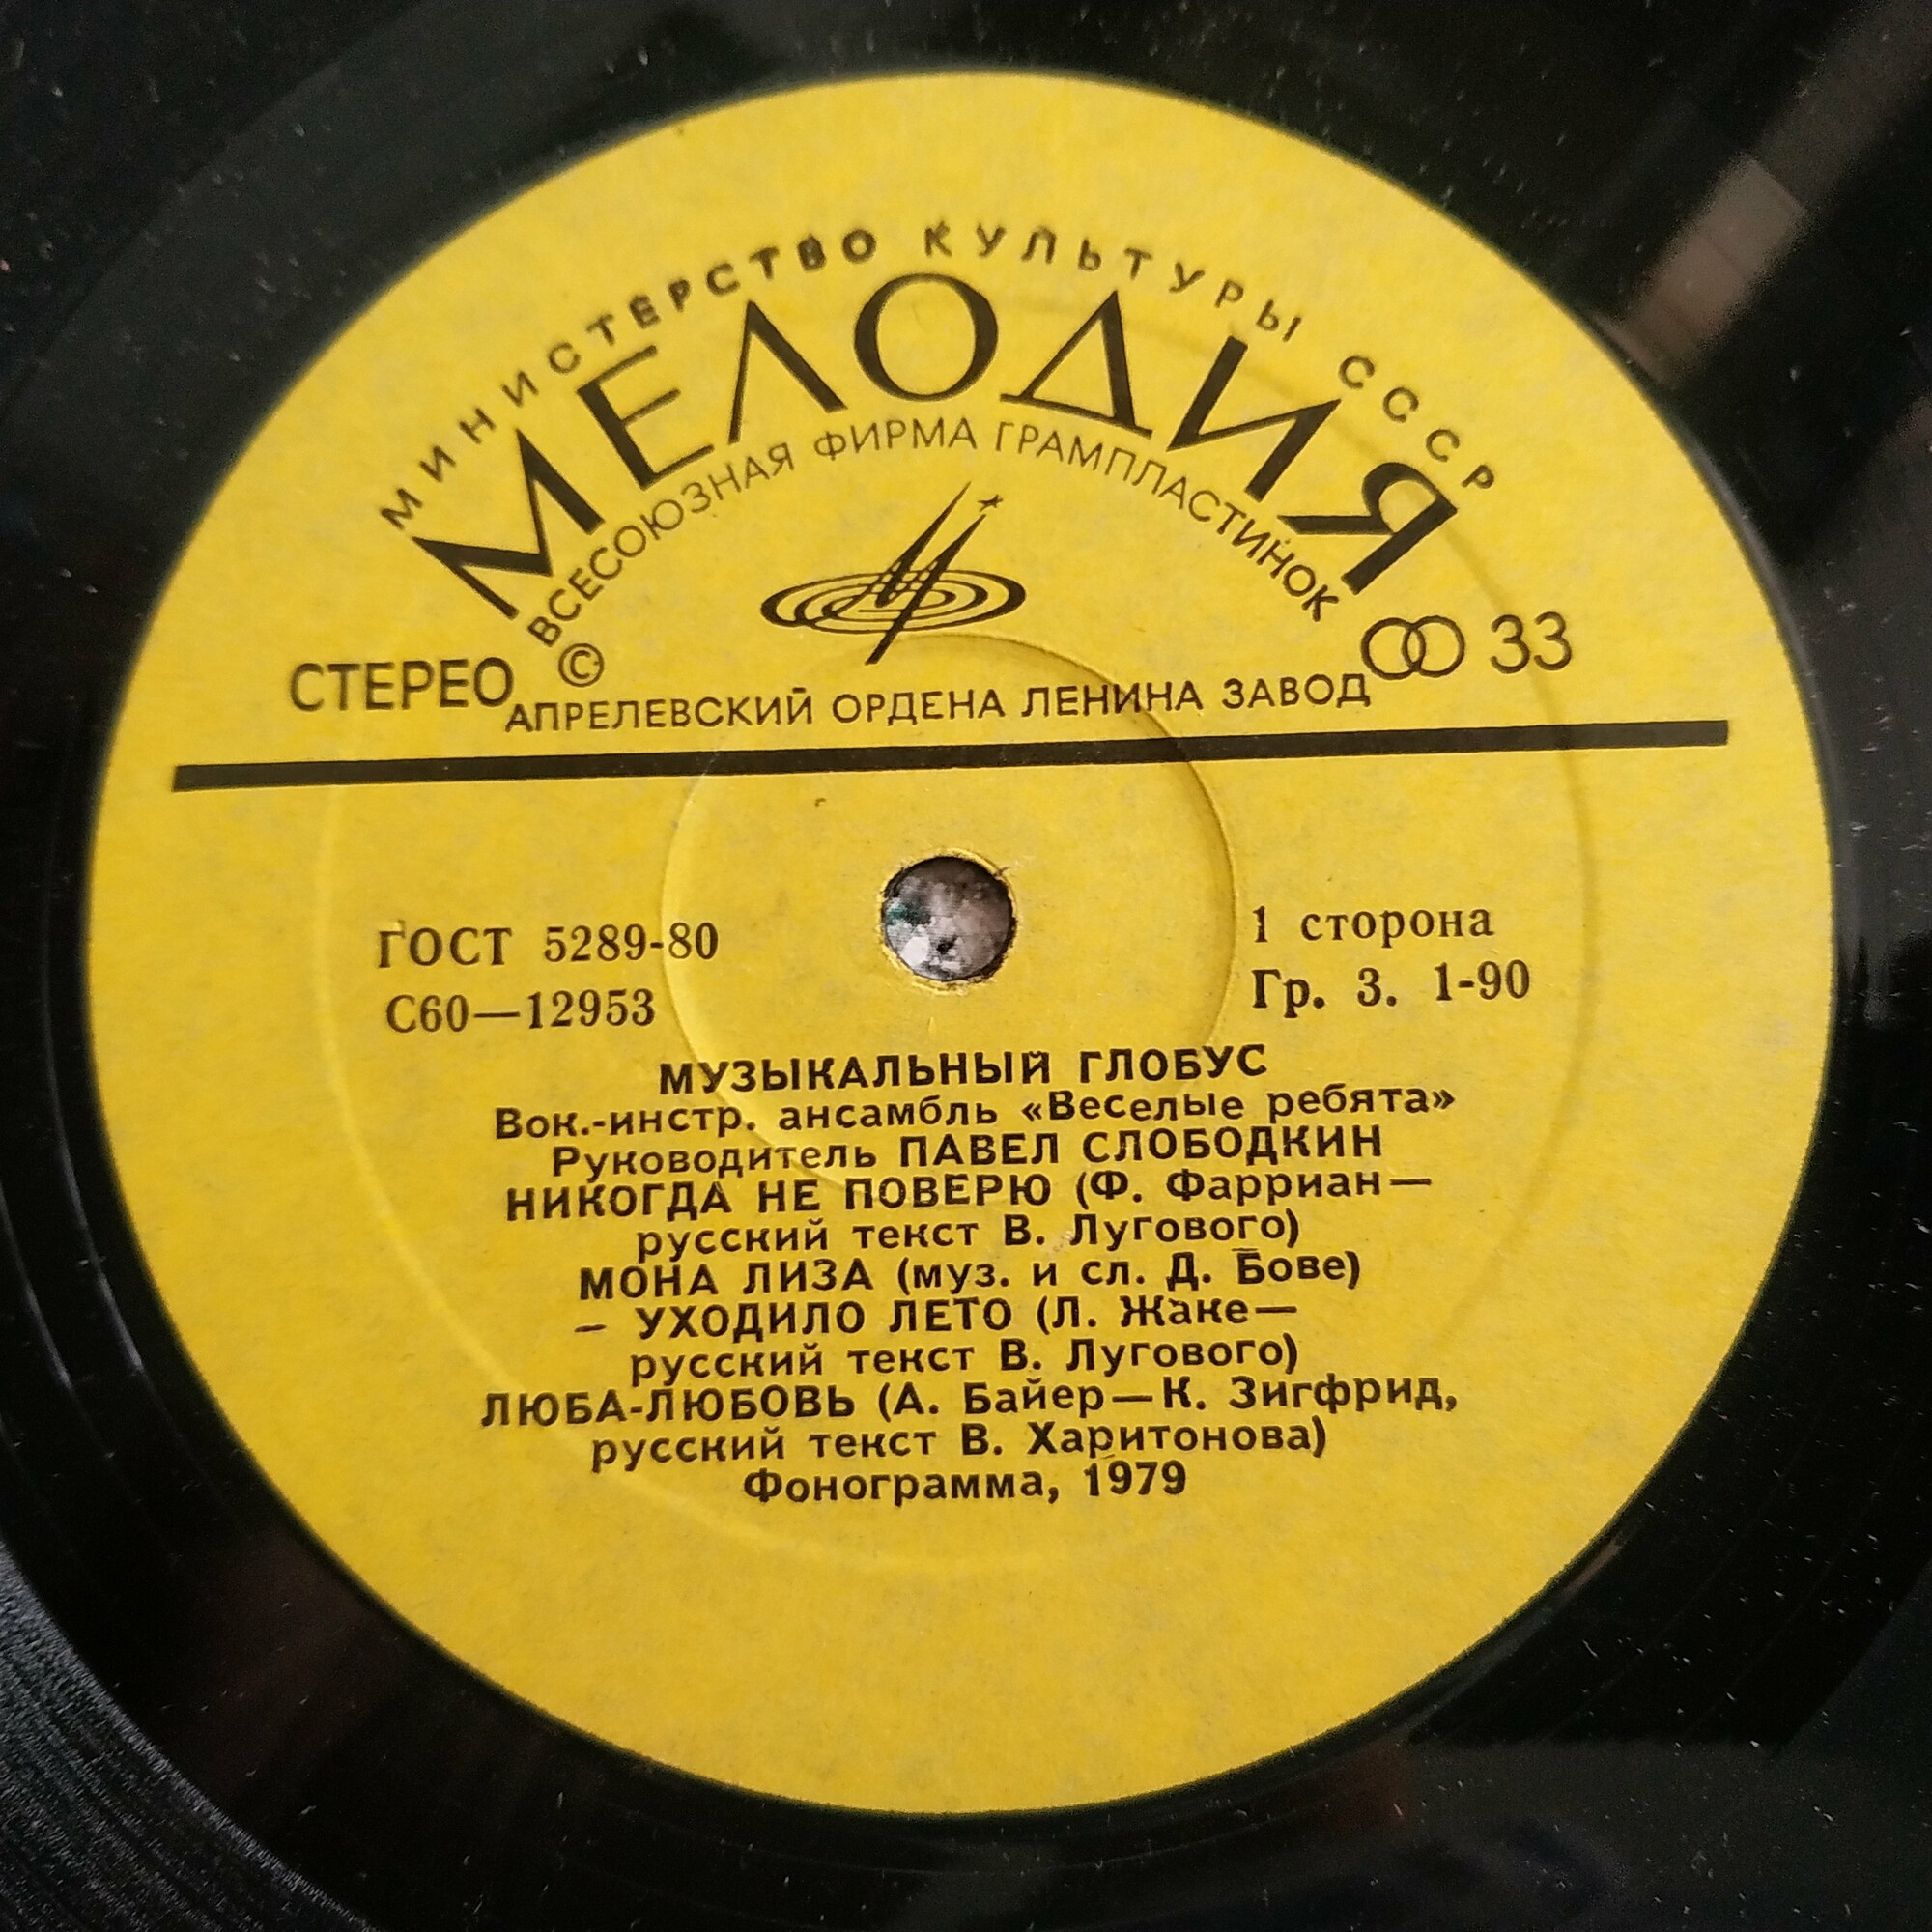 МИНИСТЕРСТВО КУЛЬТУРЫ СССР
МЕЛОДИЯ
ВСЕСОЮЗНАЯ ФИРМА ГРАМПЛАСТИНОК
СТЕРЕО © 33
АПРЕЛЕВСКИЙ ОРДЕНА ЛЕНИНА ЗАВОД
ГОСТ 5289-80
С60—12953
1 сторона
Гр. 3. 1-90
МУЗЫКАЛЬНЫЙ ГЛОБУС
Вок.-инстр. ансамбль «Веселые ребята»
Руководитель ПАВЕЛ СЛОБОДКИН
НИКОГДА НЕ ПОВЕРЮ (Ф. Фарриан—
русский текст В. Лугового)
МОНА ЛИЗА (муз. и сл. Д. Бове)
– УХОДИЛО ЛЕТО (Л. Жаке—
русский текст В. Лугового)
ЛЮБА-ЛЮБОВЬ (А. Байер—К. Зигфрид,
русский текст В. Харитонова)
Фонограмма, 1979